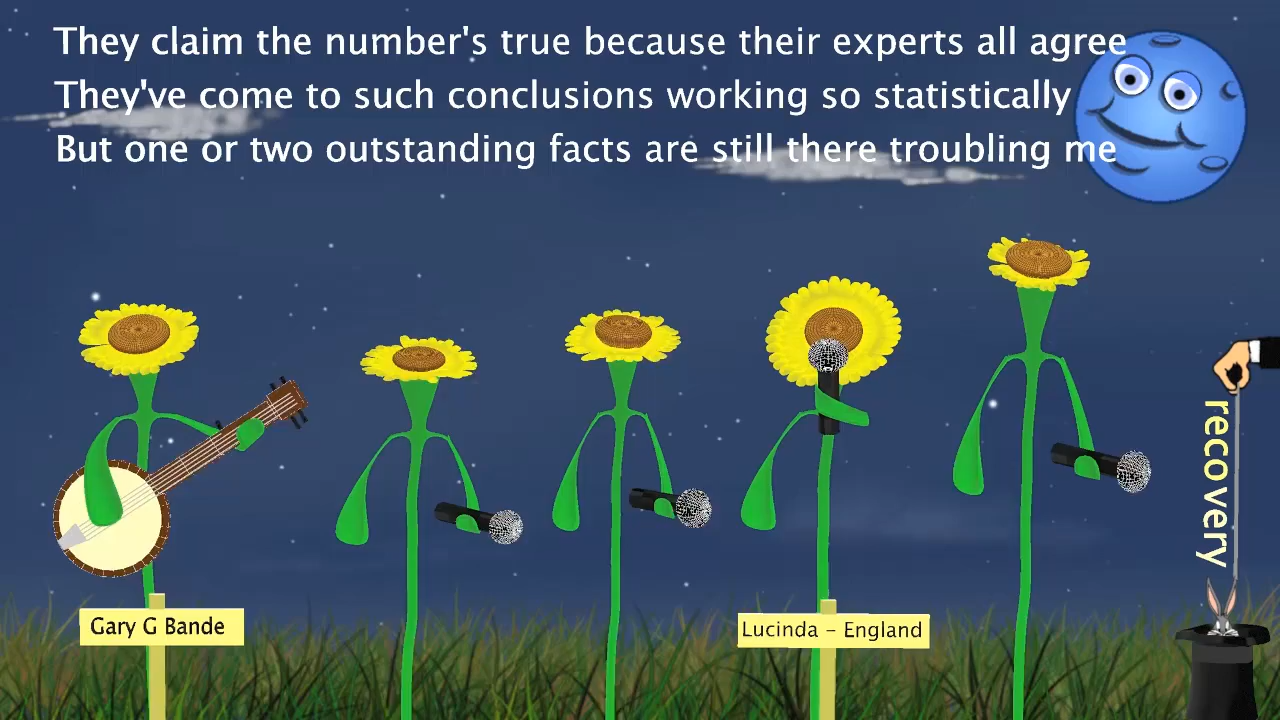 They claim the number's true because their experts all agree
They've come to such conclusions working so statistically
But one or two outstanding facts are still there troubling me
recovery
Gary G Bande
Lucinda – England